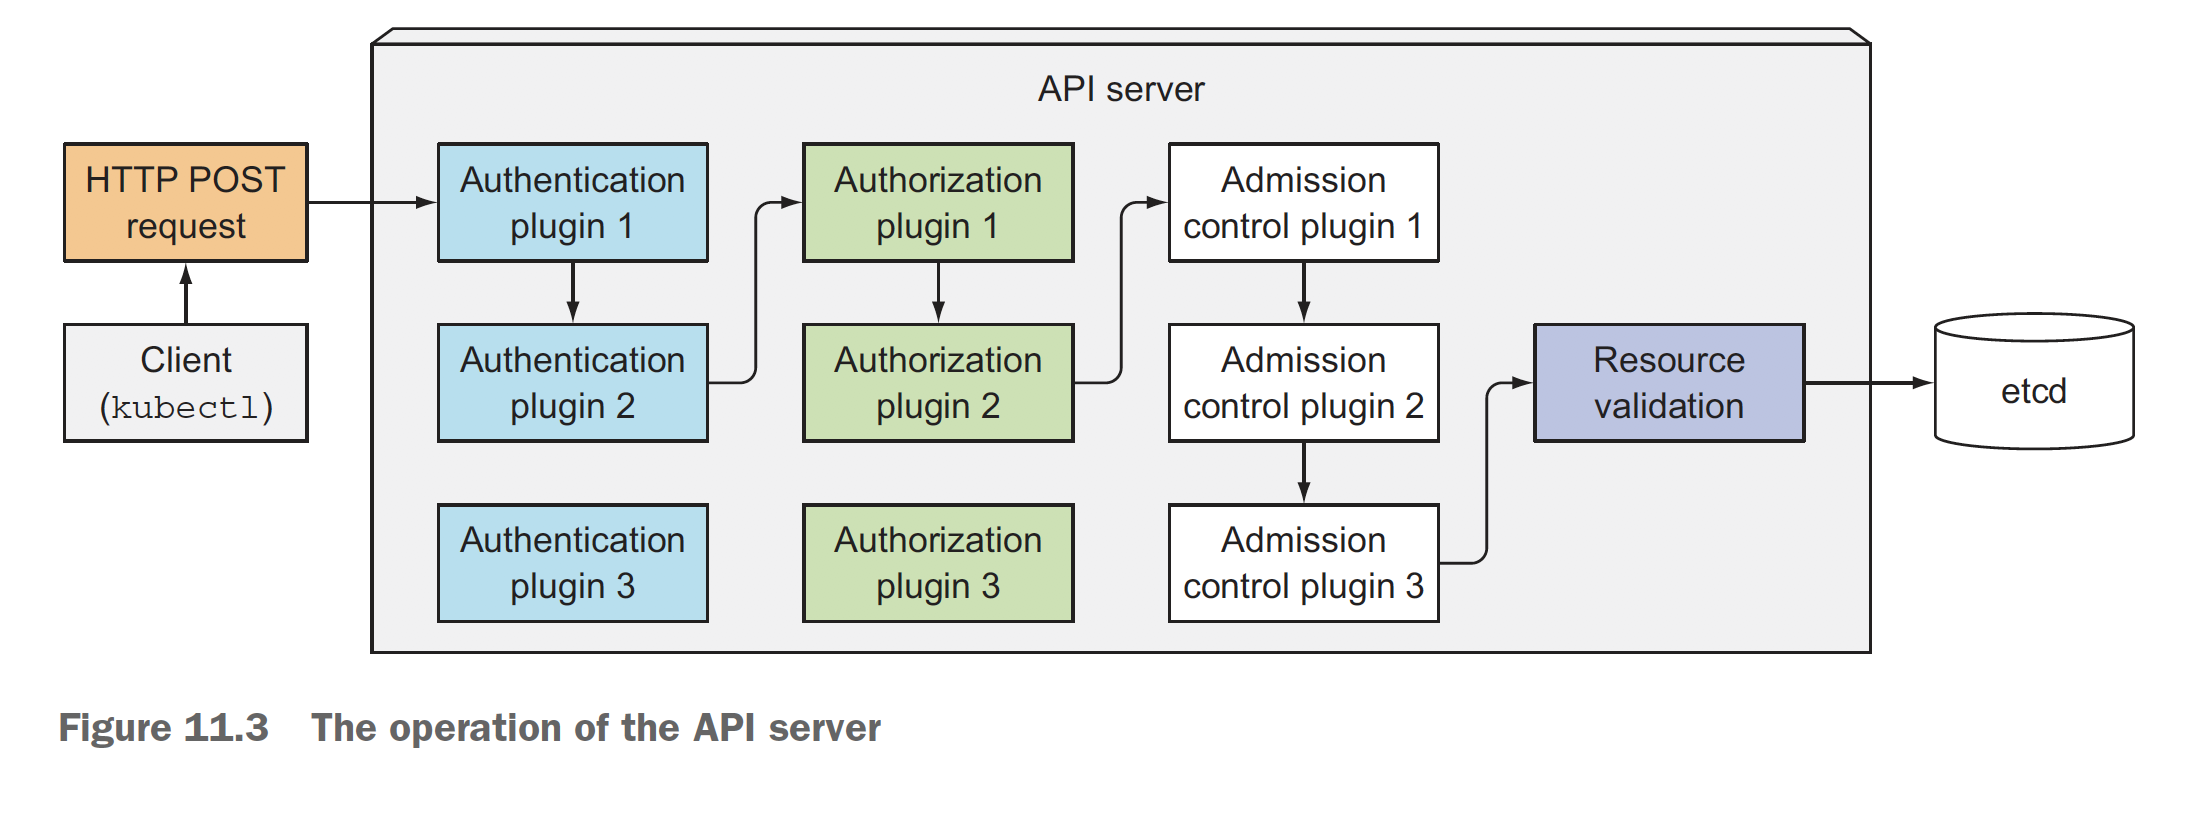 API server
HTTP POST
request
Client
(kubectl)
Authentication
plugin 1
Authentication
plugin 2
Authentication
plugin 3
Authorization
plugin 1
Authorization
plugin 2
Authorization
plugin 3
Admission
control plugin 1
Admission
control plugin 2
Admission
control plugin 3
Resource
validation
etcd
Figure 11.3 The operation of the API server